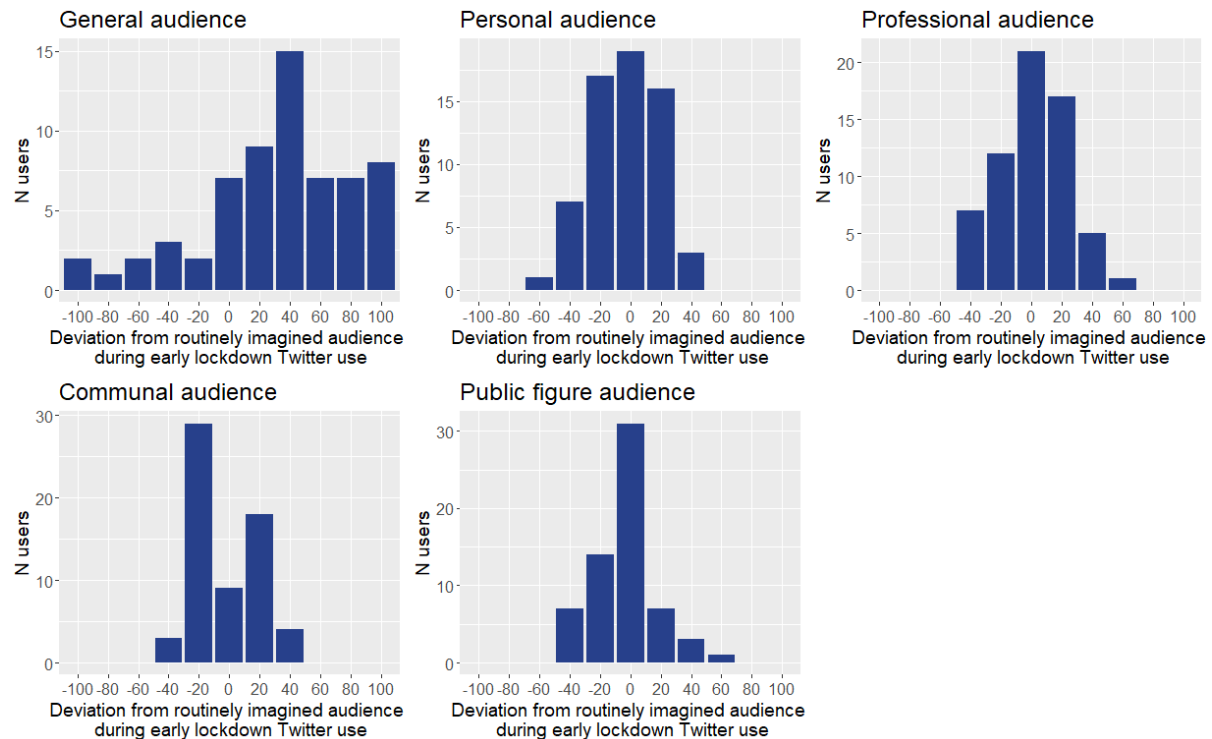 General audience
Personal audience
Professional audience
N users
15
10
5
0
-100 -80 -60 -40 -20 0 20 40 60 80 100
Deviation from routinely imagined audience
during early lockdown Twitter use
N users
15
10
5
0
-100 -80 -60 -40 -20 0 20 40 60 80 100
Deviation from routinely imagined audience
during early lockdown Twitter use
N users
20
15
10
5
0
-100 -80 -60 -40 -20 0 20 40 60 80 100
Deviation from routinely imagined audience
during early lockdown Twitter use
Communal audience
Public figure audience
N users
30
20
10
0
-100 -80 -60 -40 -20 0 20 40 60 80 100
Deviation from routinely imagined audience
during early lockdown Twitter use
N users
30
20
10
0
-100 -80 -60 -40 -20 0 20 40 60 80 100
Deviation from routinely imagined audience
during early lockdown Twitter use